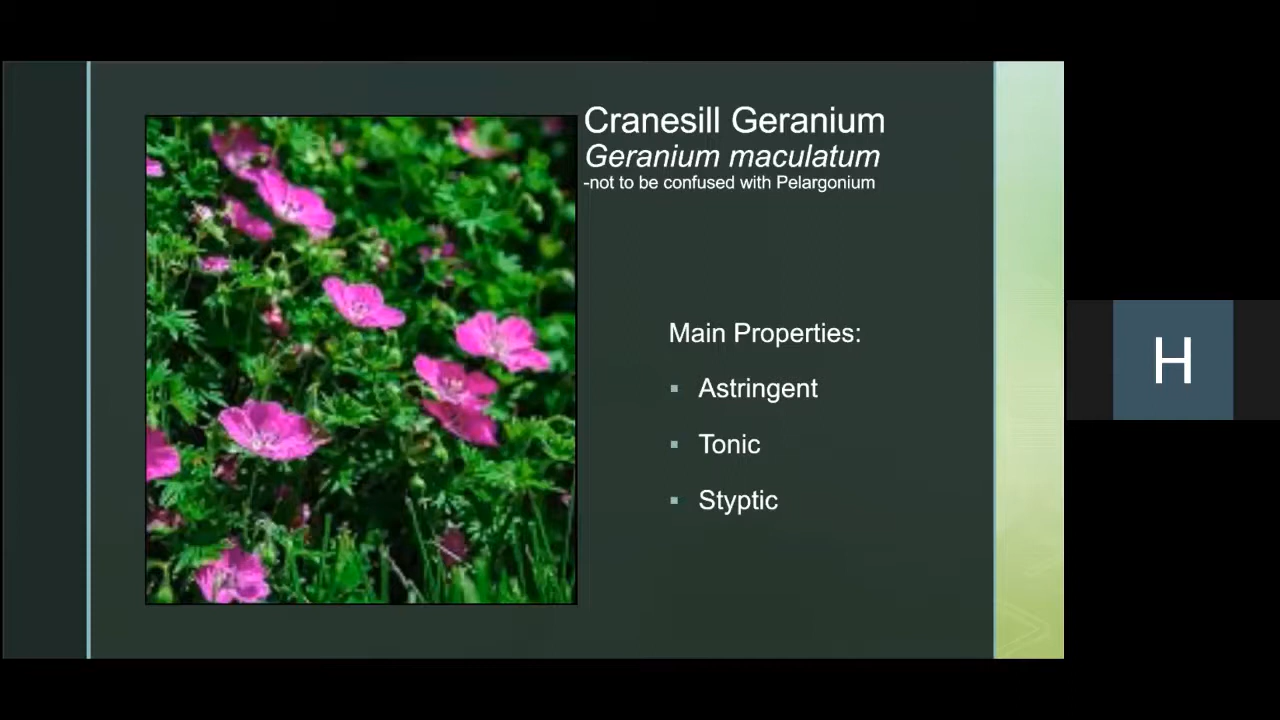 Cranesill Geranium
Geranium maculatum
-not to be confused with Pelargonium
Main Properties:
▪ Astringent
▪ Tonic
▪ Styptic
H